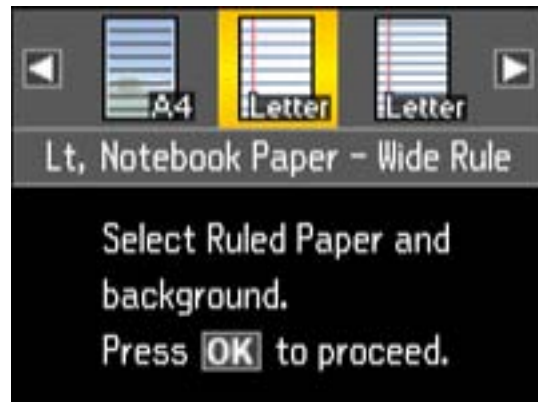 A4 Letter Letter
Lt, Notebook Paper - Wide Rule
Select Ruled Paper and
background.
Press OK to proceed.